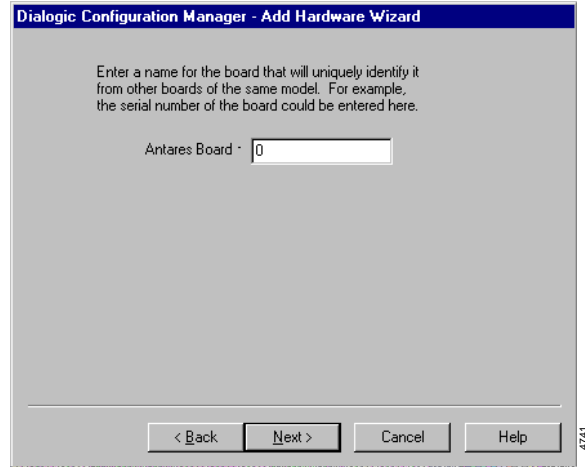 Dialogic Configuration Manager - Add Hardware Wizard
Enter a name for the board that will uniquely identify it
from other boards of the same model. For example,
the serial number of the board could be entered here.
Antares Board - 0
< Back Next > Cancel Help
4741